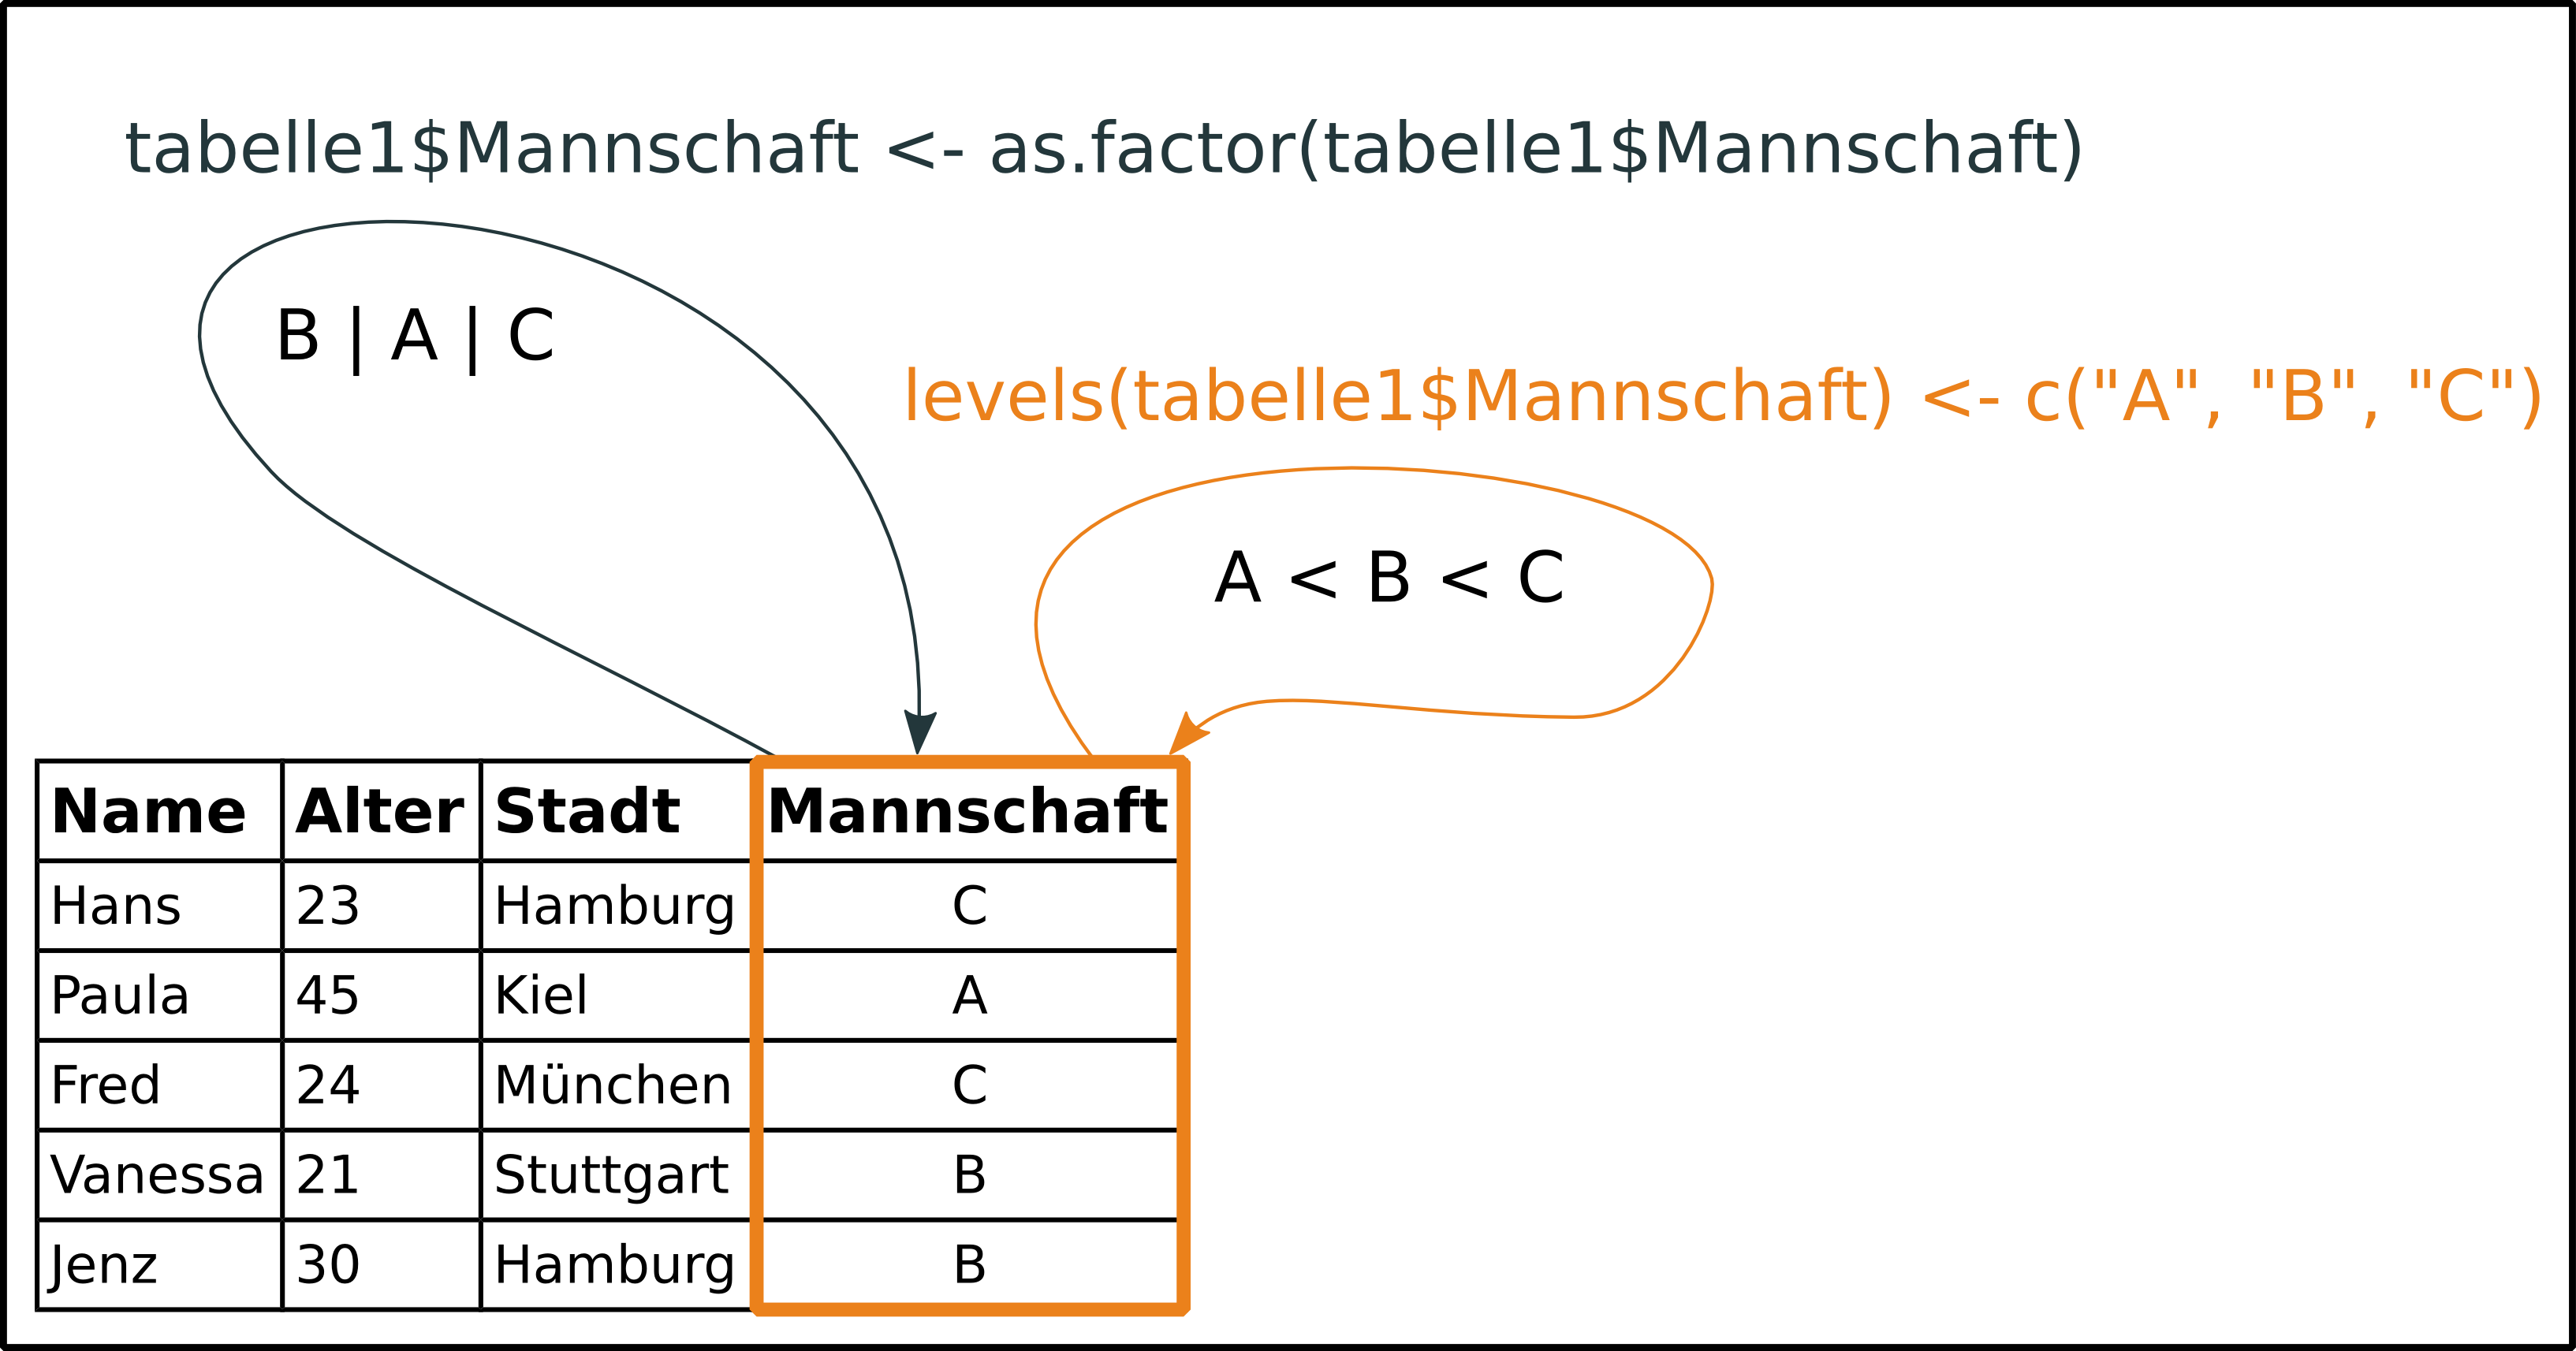 tabelle1$Mannschaft <- as.factor(tabelle1$Mannschaft)
B | A | C
levels(tabelle1$Mannschaft) <- c("A", "B", "C")
A < B < C
Name Alter Stadt Mannschaft
Hans 23 Hamburg C
Paula 45 Kiel A
Fred 24 München C
Vanessa 21 Stuttgart B
Jenz 30 Hamburg B